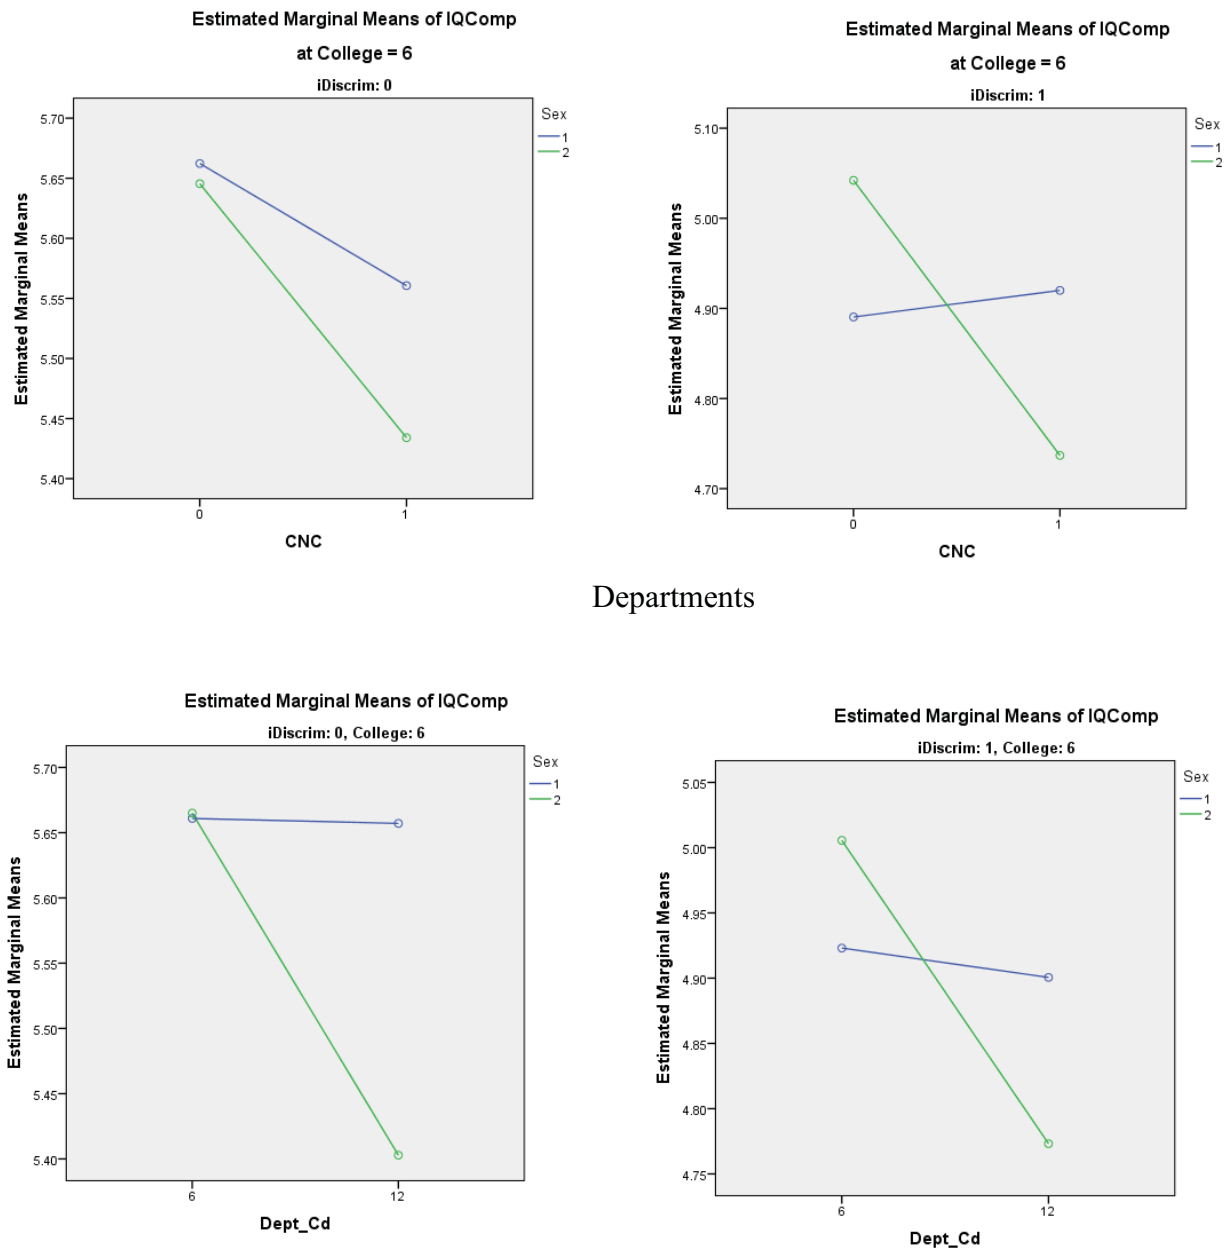 Estimated Marginal Means of IQComp
at College = 6
iDiscrim: 0
Sex
1
2
Estimated Marginal Means
5.70
5.65
5.60
5.55
5.50
5.45
5.40
0
1
CNC
Estimated Marginal Means of IQComp
at College = 6
iDiscrim: 1
Sex
1
2
Estimated Marginal Means
5.10
5.00
4.90
4.80
4.70
0
1
CNC
Departments
Estimated Marginal Means of IQComp
iDiscrim: 0, College: 6
Sex
1
2
Estimated Marginal Means
5.70
5.65
5.60
5.55
5.50
5.45
5.40
6
12
Dept_Cd
Estimated Marginal Means of IQComp
iDiscrim: 1, College: 6
Sex
1
2
Estimated Marginal Means
5.05
5.00
4.95
4.90
4.85
4.80
4.75
6
12
Dept_Cd